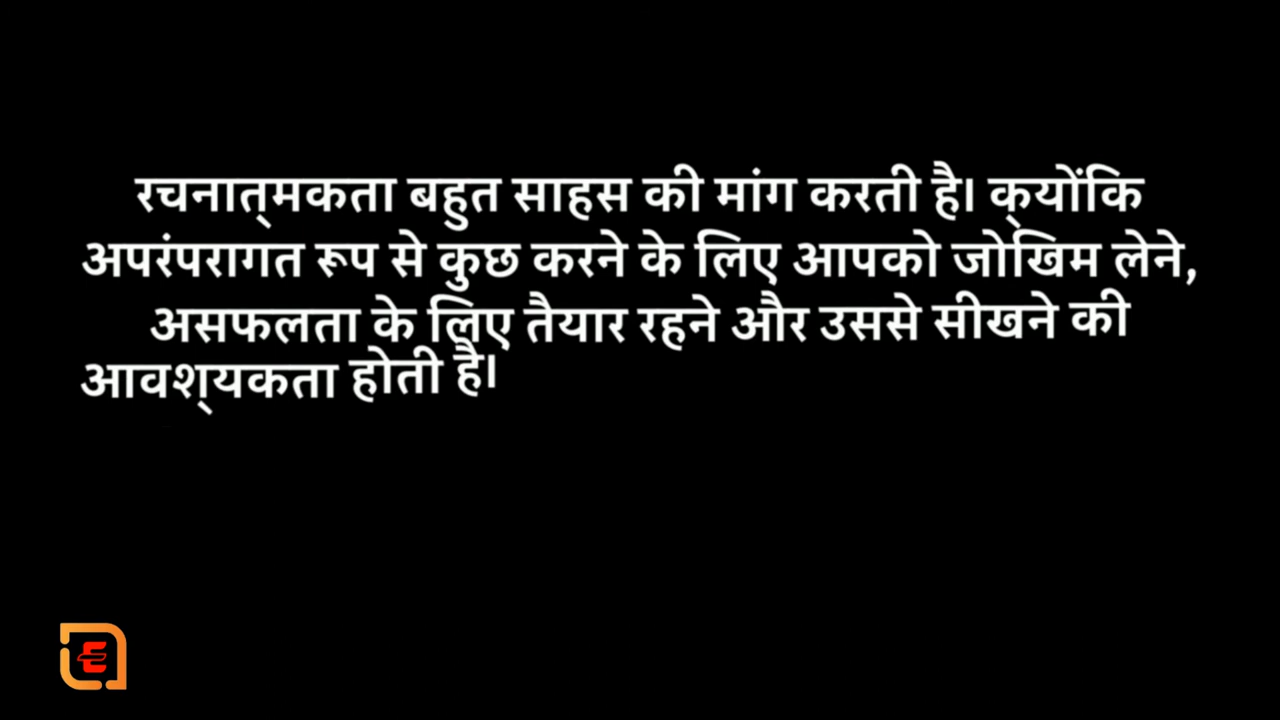 रचनात्मकता बहुत साहस की मांग करती है। क्योंकि
अपरंपरागत रूप से कुछ करने के लिए आपको जोखिम लेने,
असफलता के लिए तैयार रहने और उससे सीखने की
आवश्यकता होती है।
E